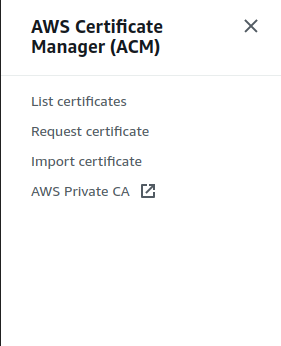 AWS Certificate
Manager (ACM)
List certificates
Request certificate
Import certificate
AWS Private CA